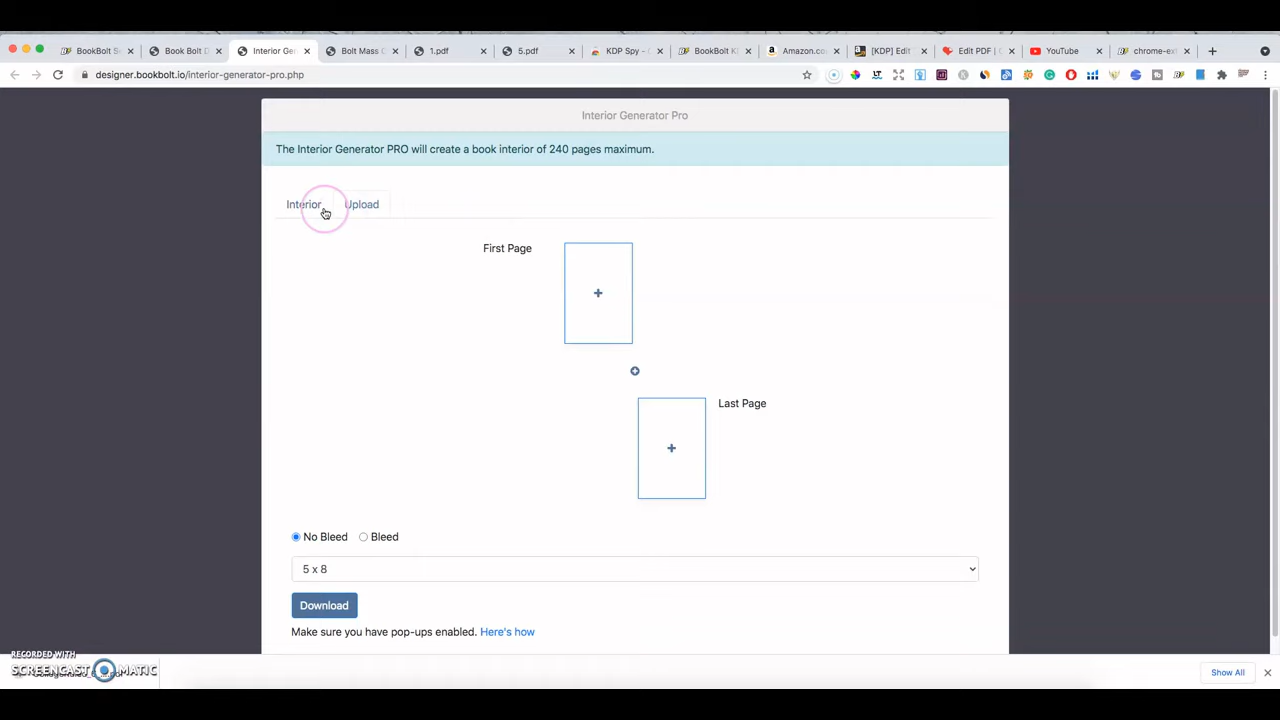 BookBolt S
Book Bolt D
Interior Gen
Bolt Mass C
1.pdf
5.pdf
KDP Spy –
BookBolt K
Amazon.co
[KDP] Edit
Edit PDF |
YouTube
chrome-ex
designer.bookbolt.io/interior-generator-pro.php
Interior Generator Pro
The Interior Generator PRO will create a book interior of 240 pages maximum.
Interior Upload
First Page
Last Page
No Bleed Bleed
5 x 8
Download
Make sure you have pop-ups enabled. Here's how
RECORDED WITH
SCREENCAST MATIC
Show All